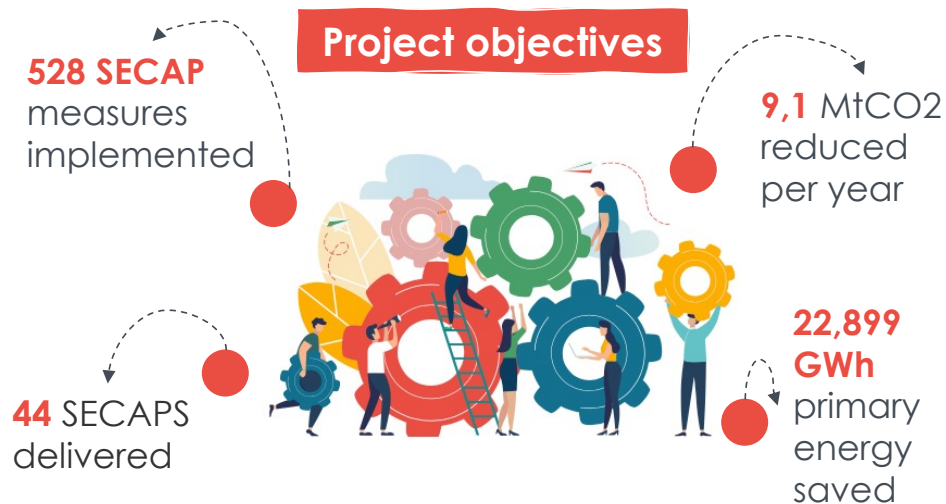 Project objectives
528 SECAP
measures
implemented
9,1 MtCO2
reduced
per year
44 SECAPS
delivered
22,899
GWh
primary
energy
saved